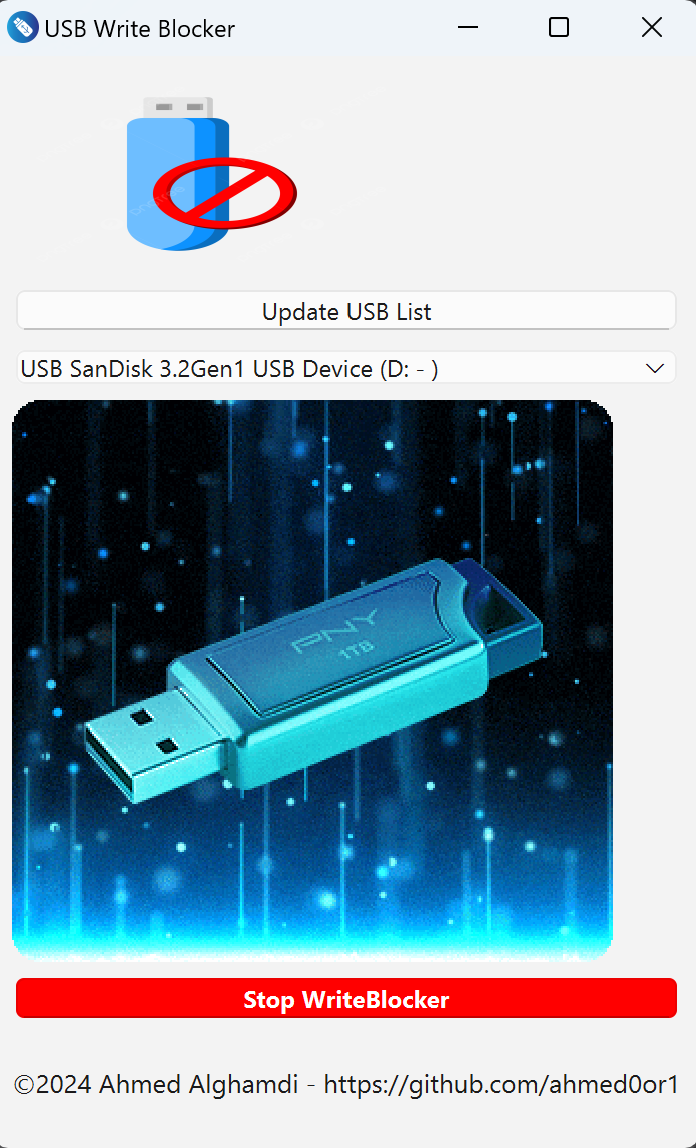 USB Write Blocker
Update USB List
USB SanDisk 3.2Gen1 USB Device (D: - )
PNY
1TB
Stop WriteBlocker
©2024 Ahmed Alghamdi - https://github.com/ahmed0or1